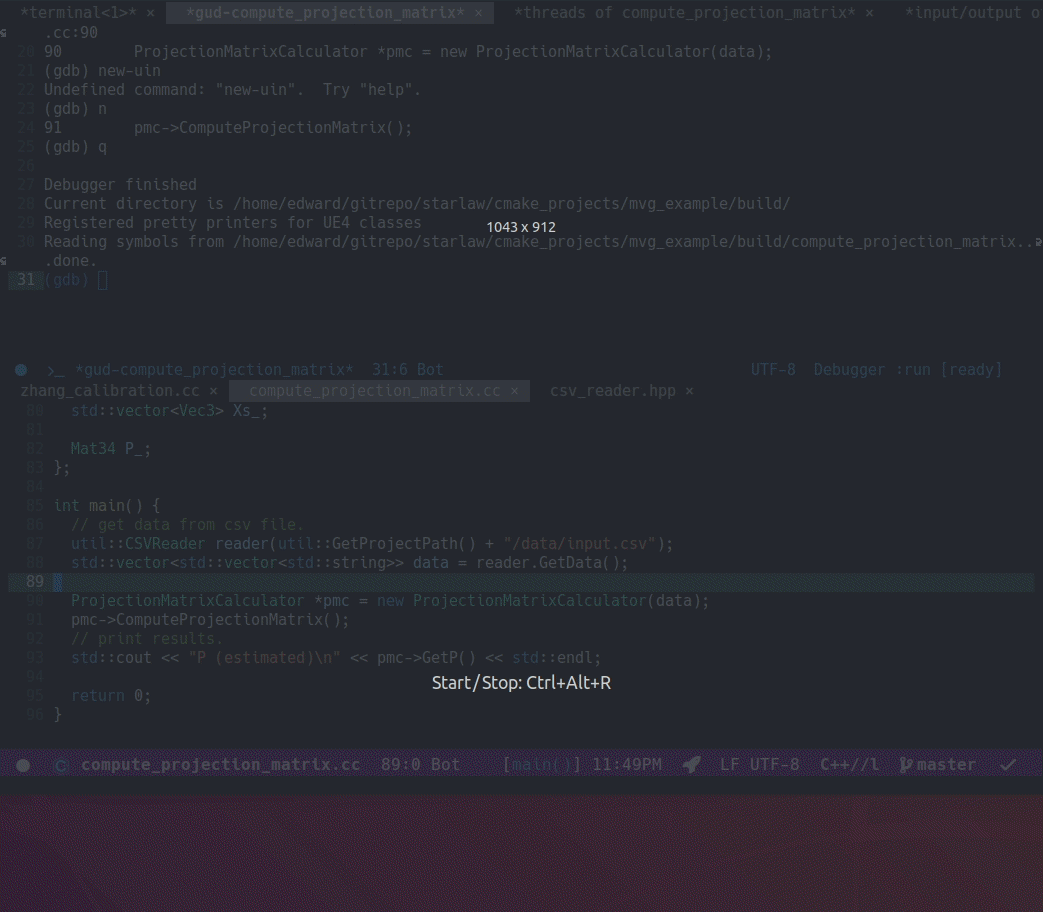 *terminal<1>* × *gud-compute_projection_matrix* × *threads of compute_projection_matrix* × *input/output o
.cc:90
20 90        ProjectionMatrixCalculator *pmc = new ProjectionMatrixCalculator(data);
21 (gdb) new-uin
22 Undefined command: "new-uin".  Try "help".
23 (gdb) n
24 91        pmc->ComputeProjectionMatrix();
25 (gdb) q
26
27 Debugger finished
28 Current directory is /home/edward/gitrepo/starlaw/cmake_projects/mvg_example/build/
29 Registered pretty printers for UE4 classes
1043 x 912
30 Reading symbols from /home/edward/gitrepo/starlaw/cmake_projects/mvg_example/build/compute_projection_matrix..
.done.
31 (gdb)
>_ *gud-compute_projection_matrix*  31:6 Bot UTF-8  Debugger :run [ready]
zhang_calibration.cc × compute_projection_matrix.cc × csv_reader.hpp ×
80   std::vector<Vec3> Xs_;
81
82   Mat34 P_;
83 };
84
85 int main() {
86   // get data from csv file.
87   util::CSVReader reader(util::GetProjectPath() + "/data/input.csv");
88   std::vector<std::vector<std::string>> data = reader.GetData();
89
90   ProjectionMatrixCalculator *pmc = new ProjectionMatrixCalculator(data);
91   pmc->ComputeProjectionMatrix();
92   // print results.
93   std::cout << "P (estimated)\n" << pmc->GetP() << std::endl;
94
Start/Stop: Ctrl+Alt+R
95   return 0;
96 }
C compute_projection_matrix.cc  89:0 Bot [main()] 11:49PM LF UTF-8 C++//l master